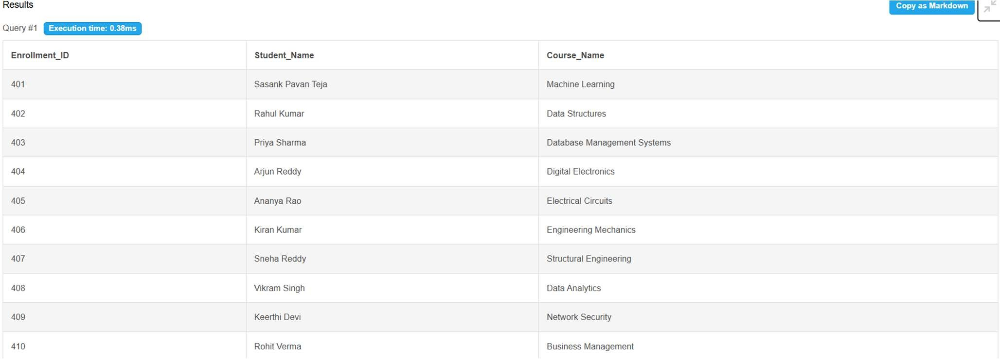 Results Copy as Markdown
Query #1 Execution time: 0.38ms
Enrollment_ID Student_Name Course_Name
401 Sasank Pavan Teja Machine Learning
402 Rahul Kumar Data Structures
403 Priya Sharma Database Management Systems
404 Arjun Reddy Digital Electronics
405 Ananya Rao Electrical Circuits
406 Kiran Kumar Engineering Mechanics
407 Sneha Reddy Structural Engineering
408 Vikram Singh Data Analytics
409 Keerthi Devi Network Security
410 Rohit Verma Business Management